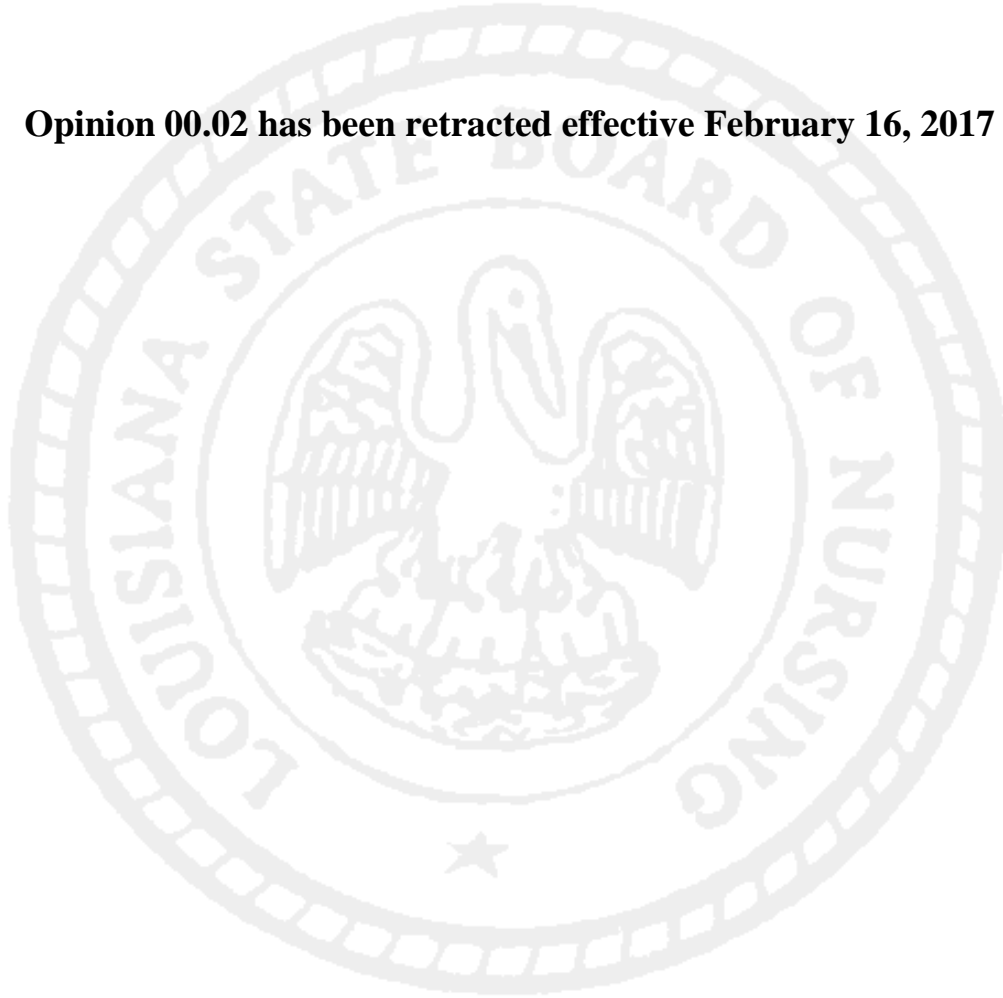 Opinion 00.02 has been retracted effective February 16, 2017
LOUISIANA STATE BOARD OF NURSING